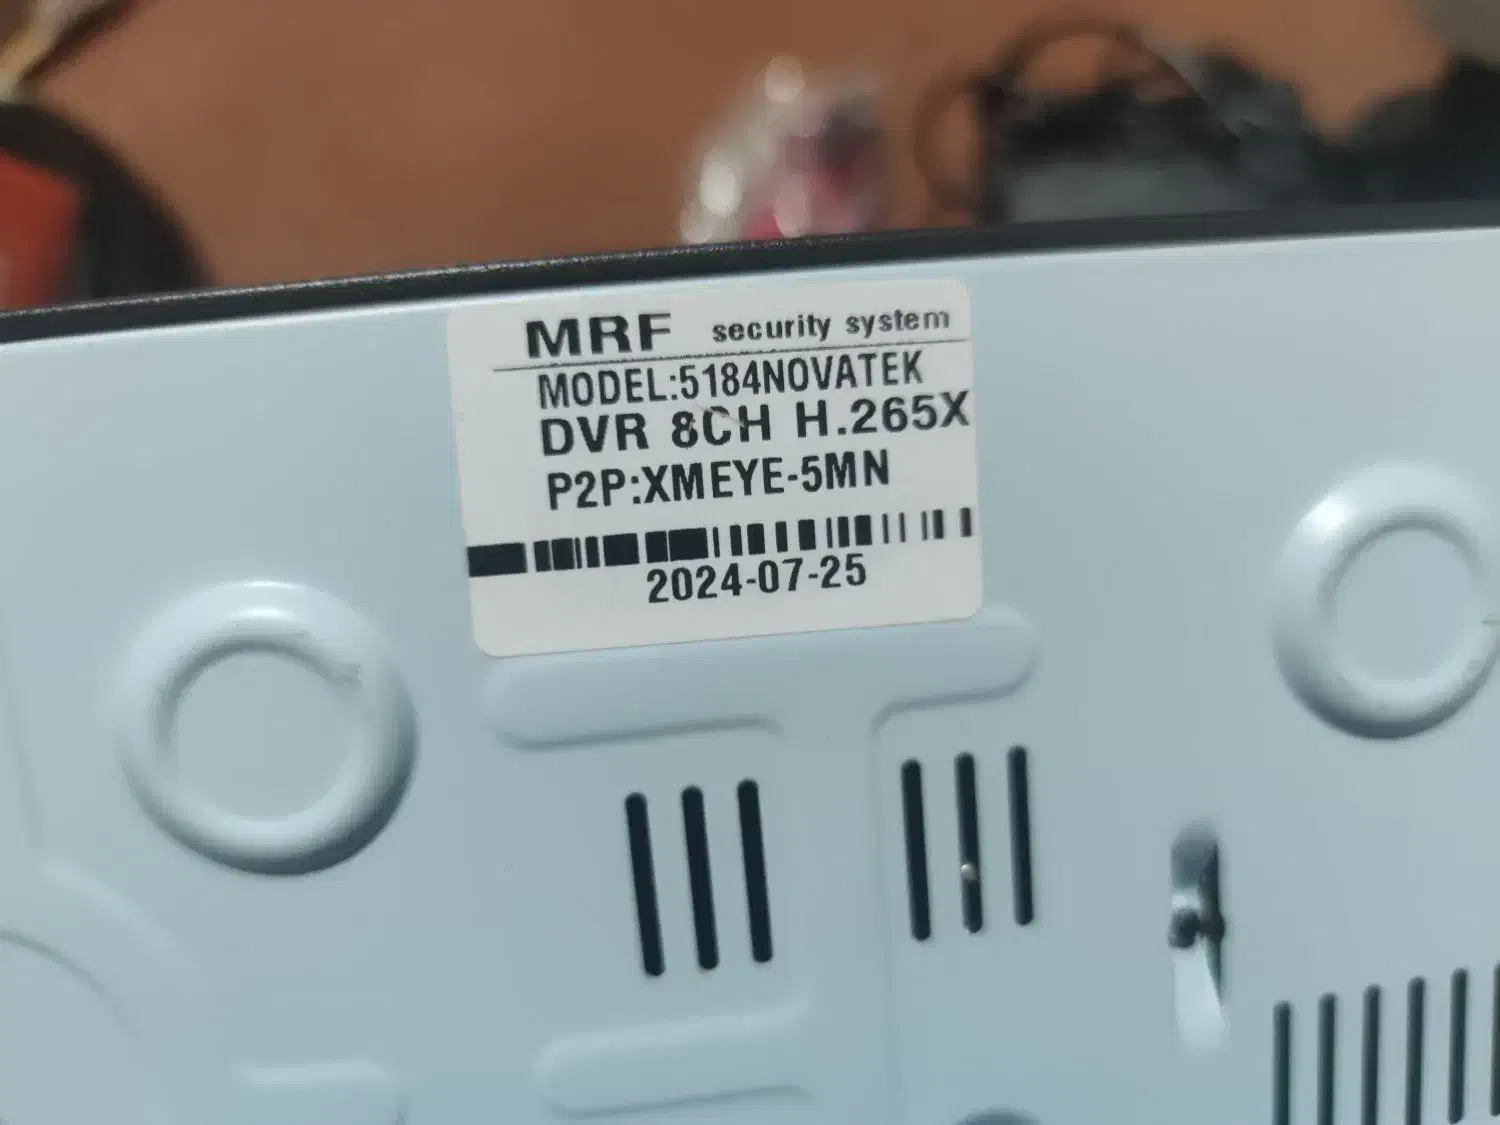 MRF security system
MODEL:5184NOVATEK
DVR 8CH H.265X
P2P:XMEYE-5MN
2024-07-25